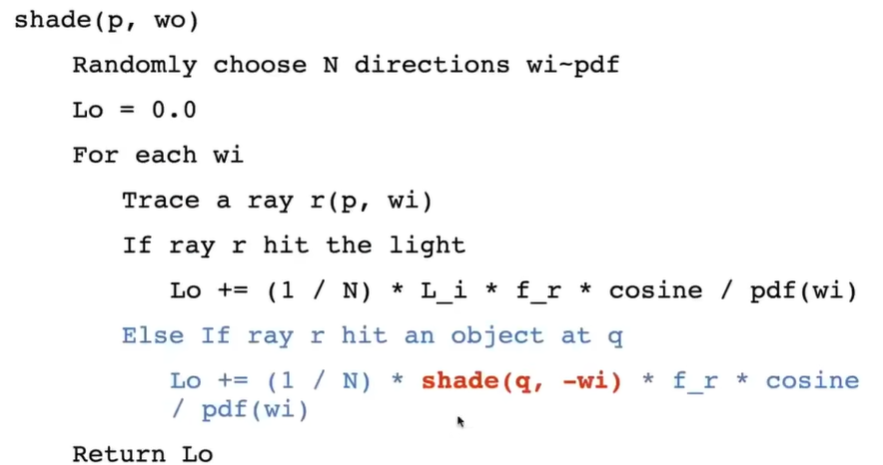 shade(p, wo)
Randomly choose N directions wi~pdf
Lo = 0.0
For each wi
Trace a ray r(p, wi)
If ray r hit the light
Lo += (1 / N) * L_i * f_r * cosine / pdf(wi)
Else If ray r hit an object at q
Lo += (1 / N) * shade(q, -wi) * f_r * cosine
/ pdf(wi)
Return Lo